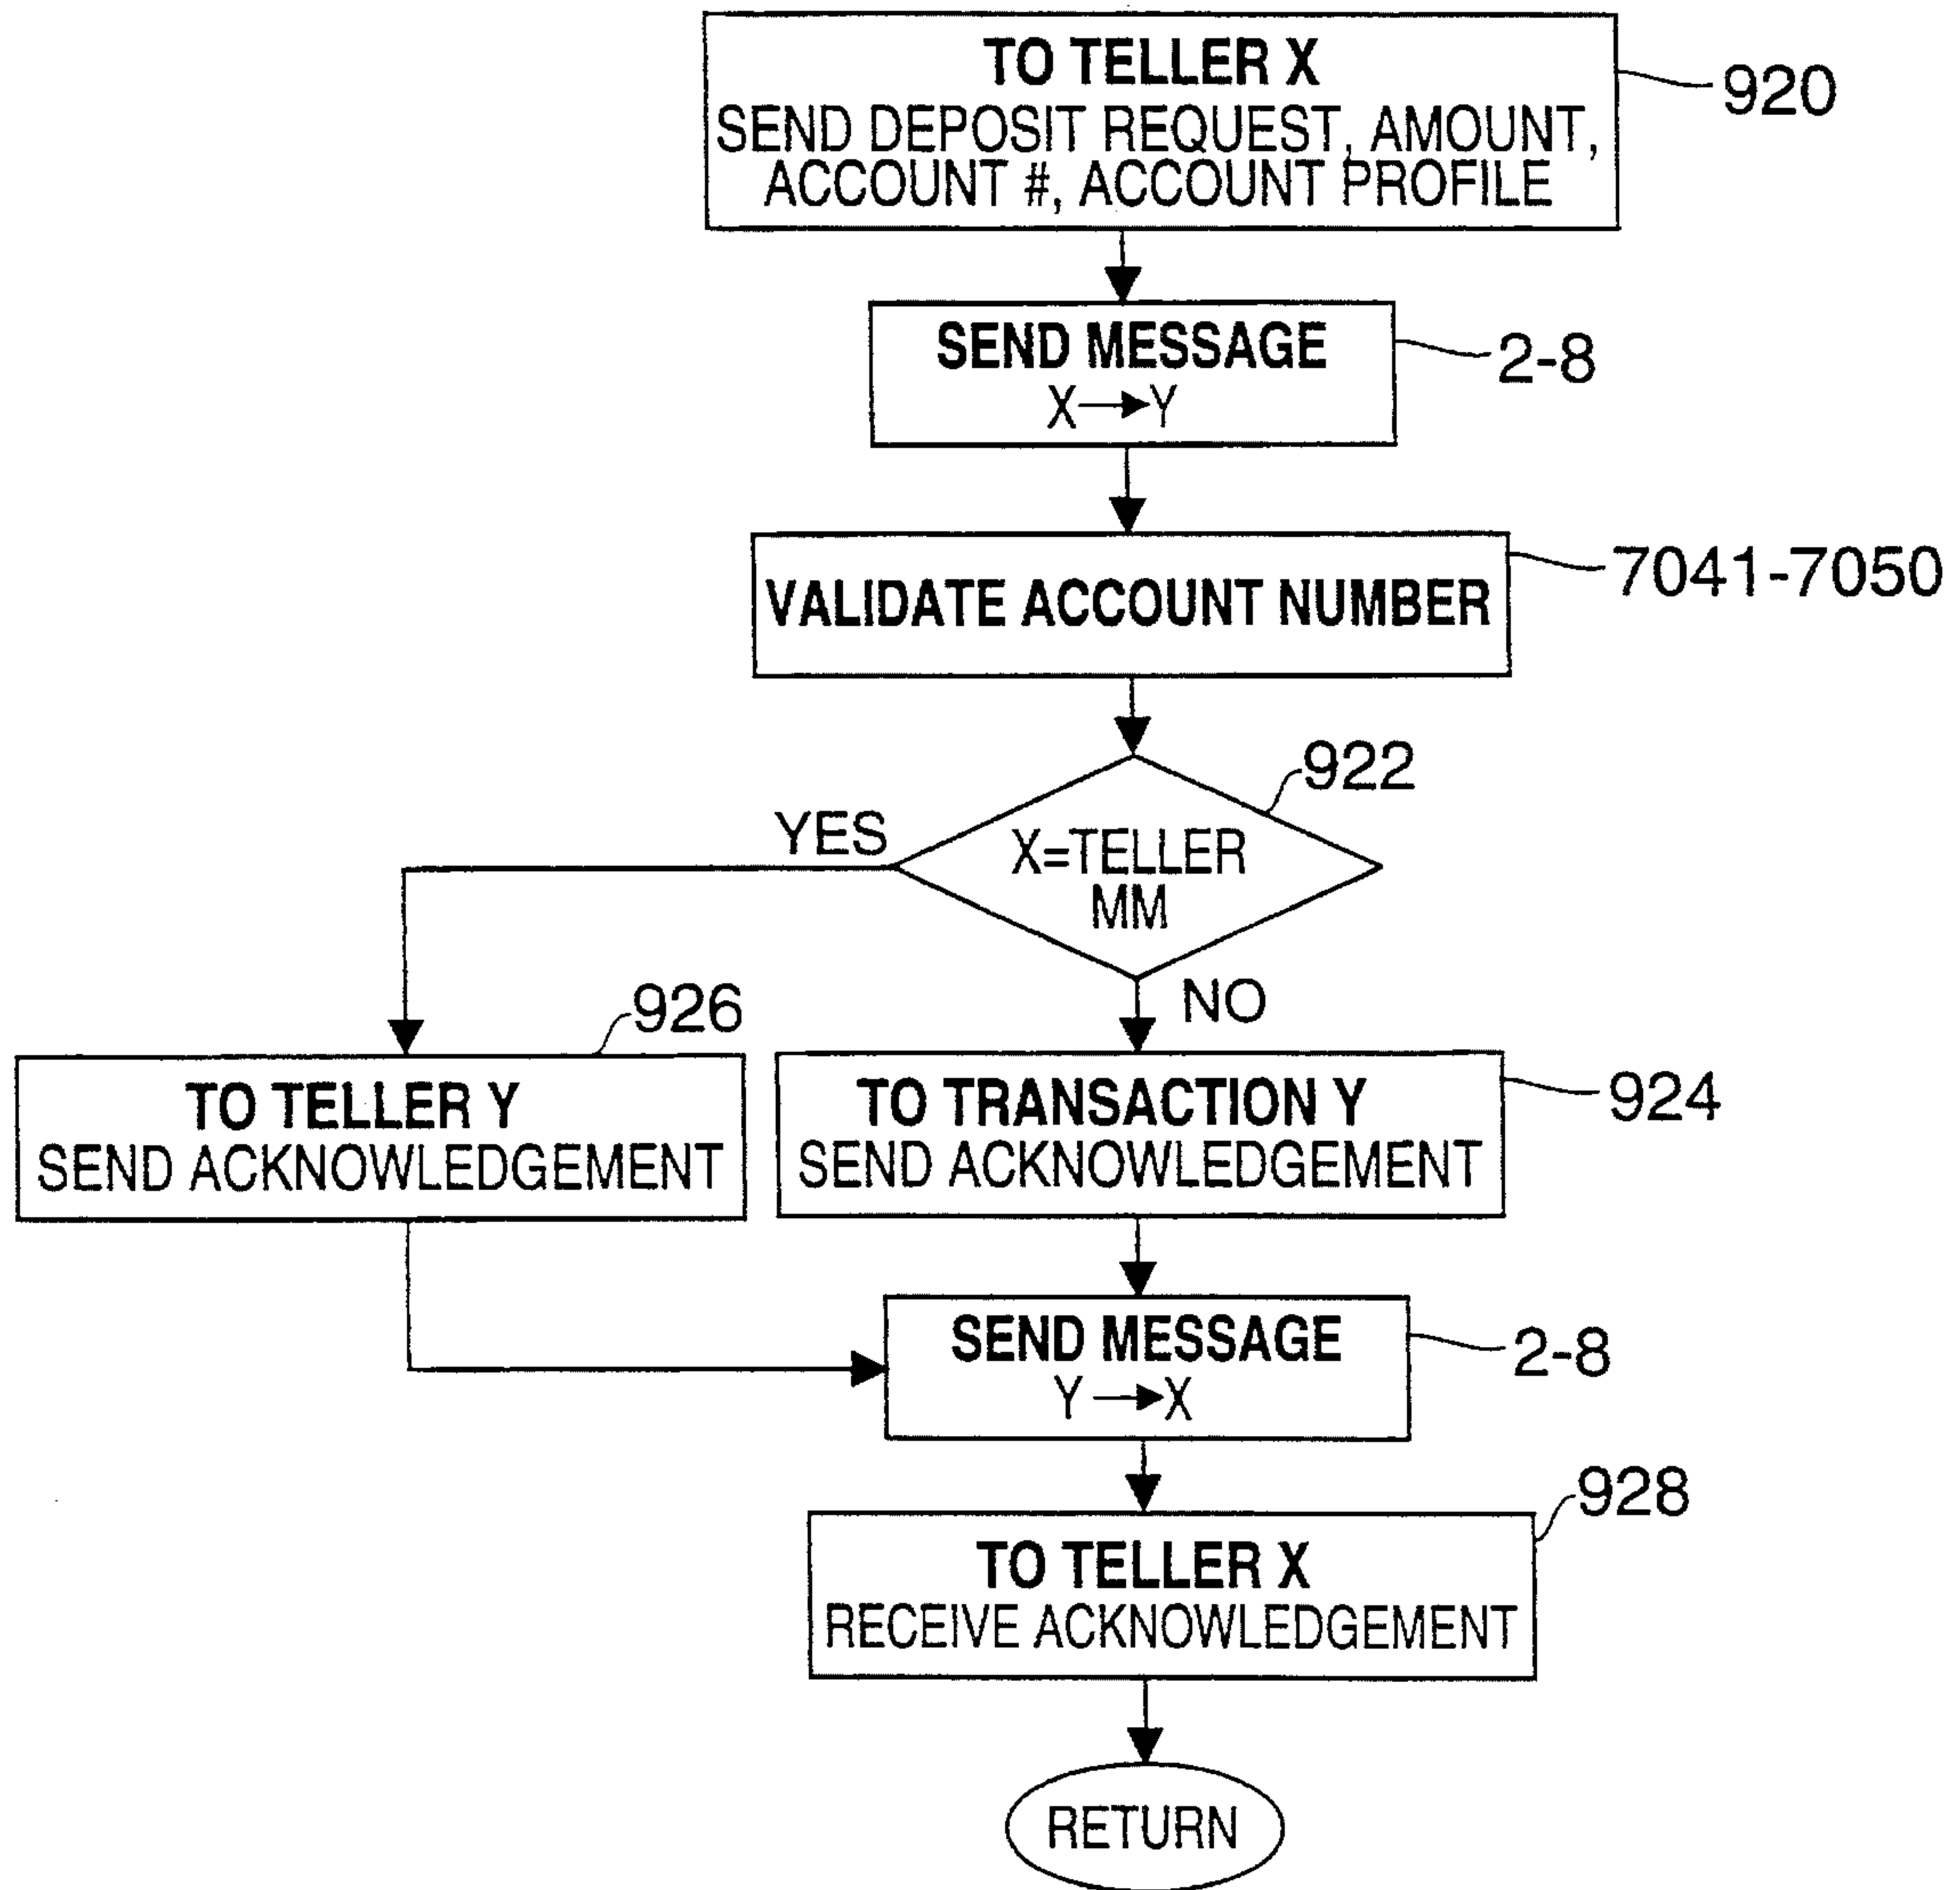 TO TELLER X
SEND DEPOSIT REQUEST, AMOUNT,
ACCOUNT #, ACCOUNT PROFILE
920
SEND MESSAGE
X→Y
2-8
VALIDATE ACCOUNT NUMBER
7041-7050
922
X=TELLER
MM
YES
NO
926
TO TELLER Y
SEND ACKNOWLEDGEMENT
TO TRANSACTION Y
SEND ACKNOWLEDGEMENT
924
SEND MESSAGE
Y→X
2-8
928
TO TELLER X
RECEIVE ACKNOWLEDGEMENT
RETURN